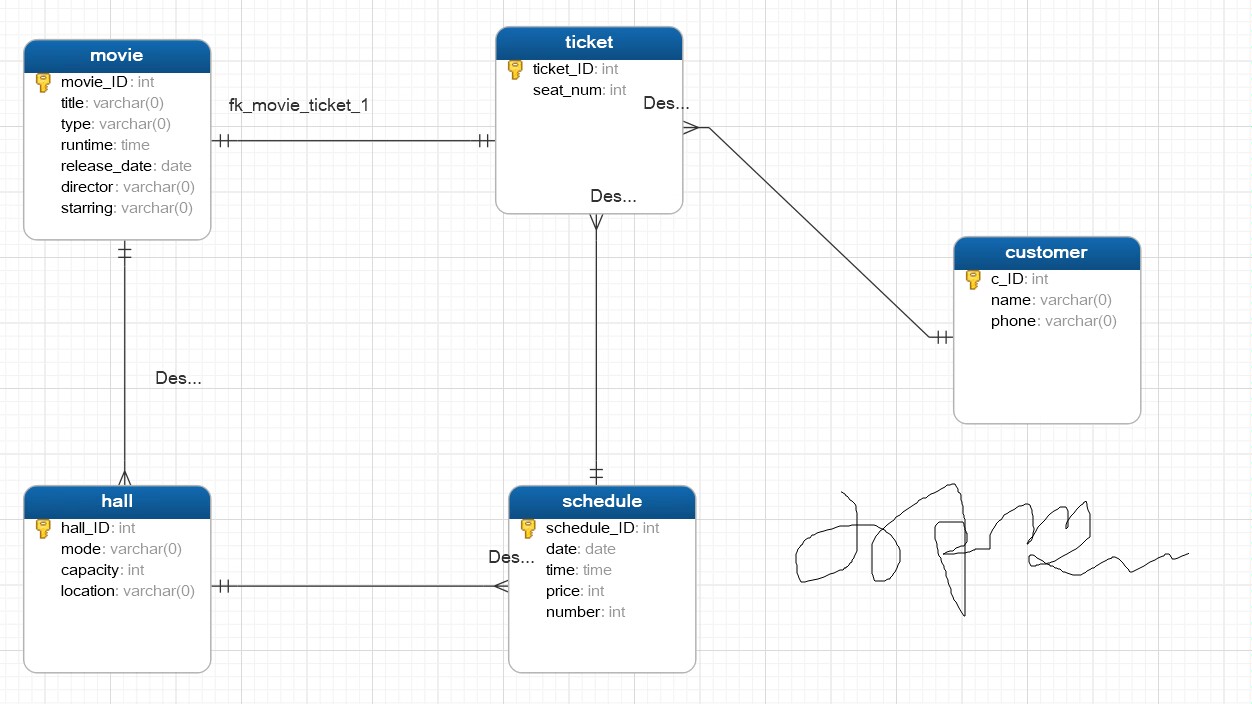 movie
movie_ID: int
title: varchar(0)
type: varchar(0)
runtime: time
release_date: date
director: varchar(0)
starring: varchar(0)
fk_movie_ticket_1
ticket
ticket_ID: int
seat_num: int
Des...
Des...
customer
c_ID: int
name: varchar(0)
phone: varchar(0)
Des...
hall
hall_ID: int
mode: varchar(0)
capacity: int
location: varchar(0)
Des...
schedule
schedule_ID: int
date: date
time: time
price: int
number: int